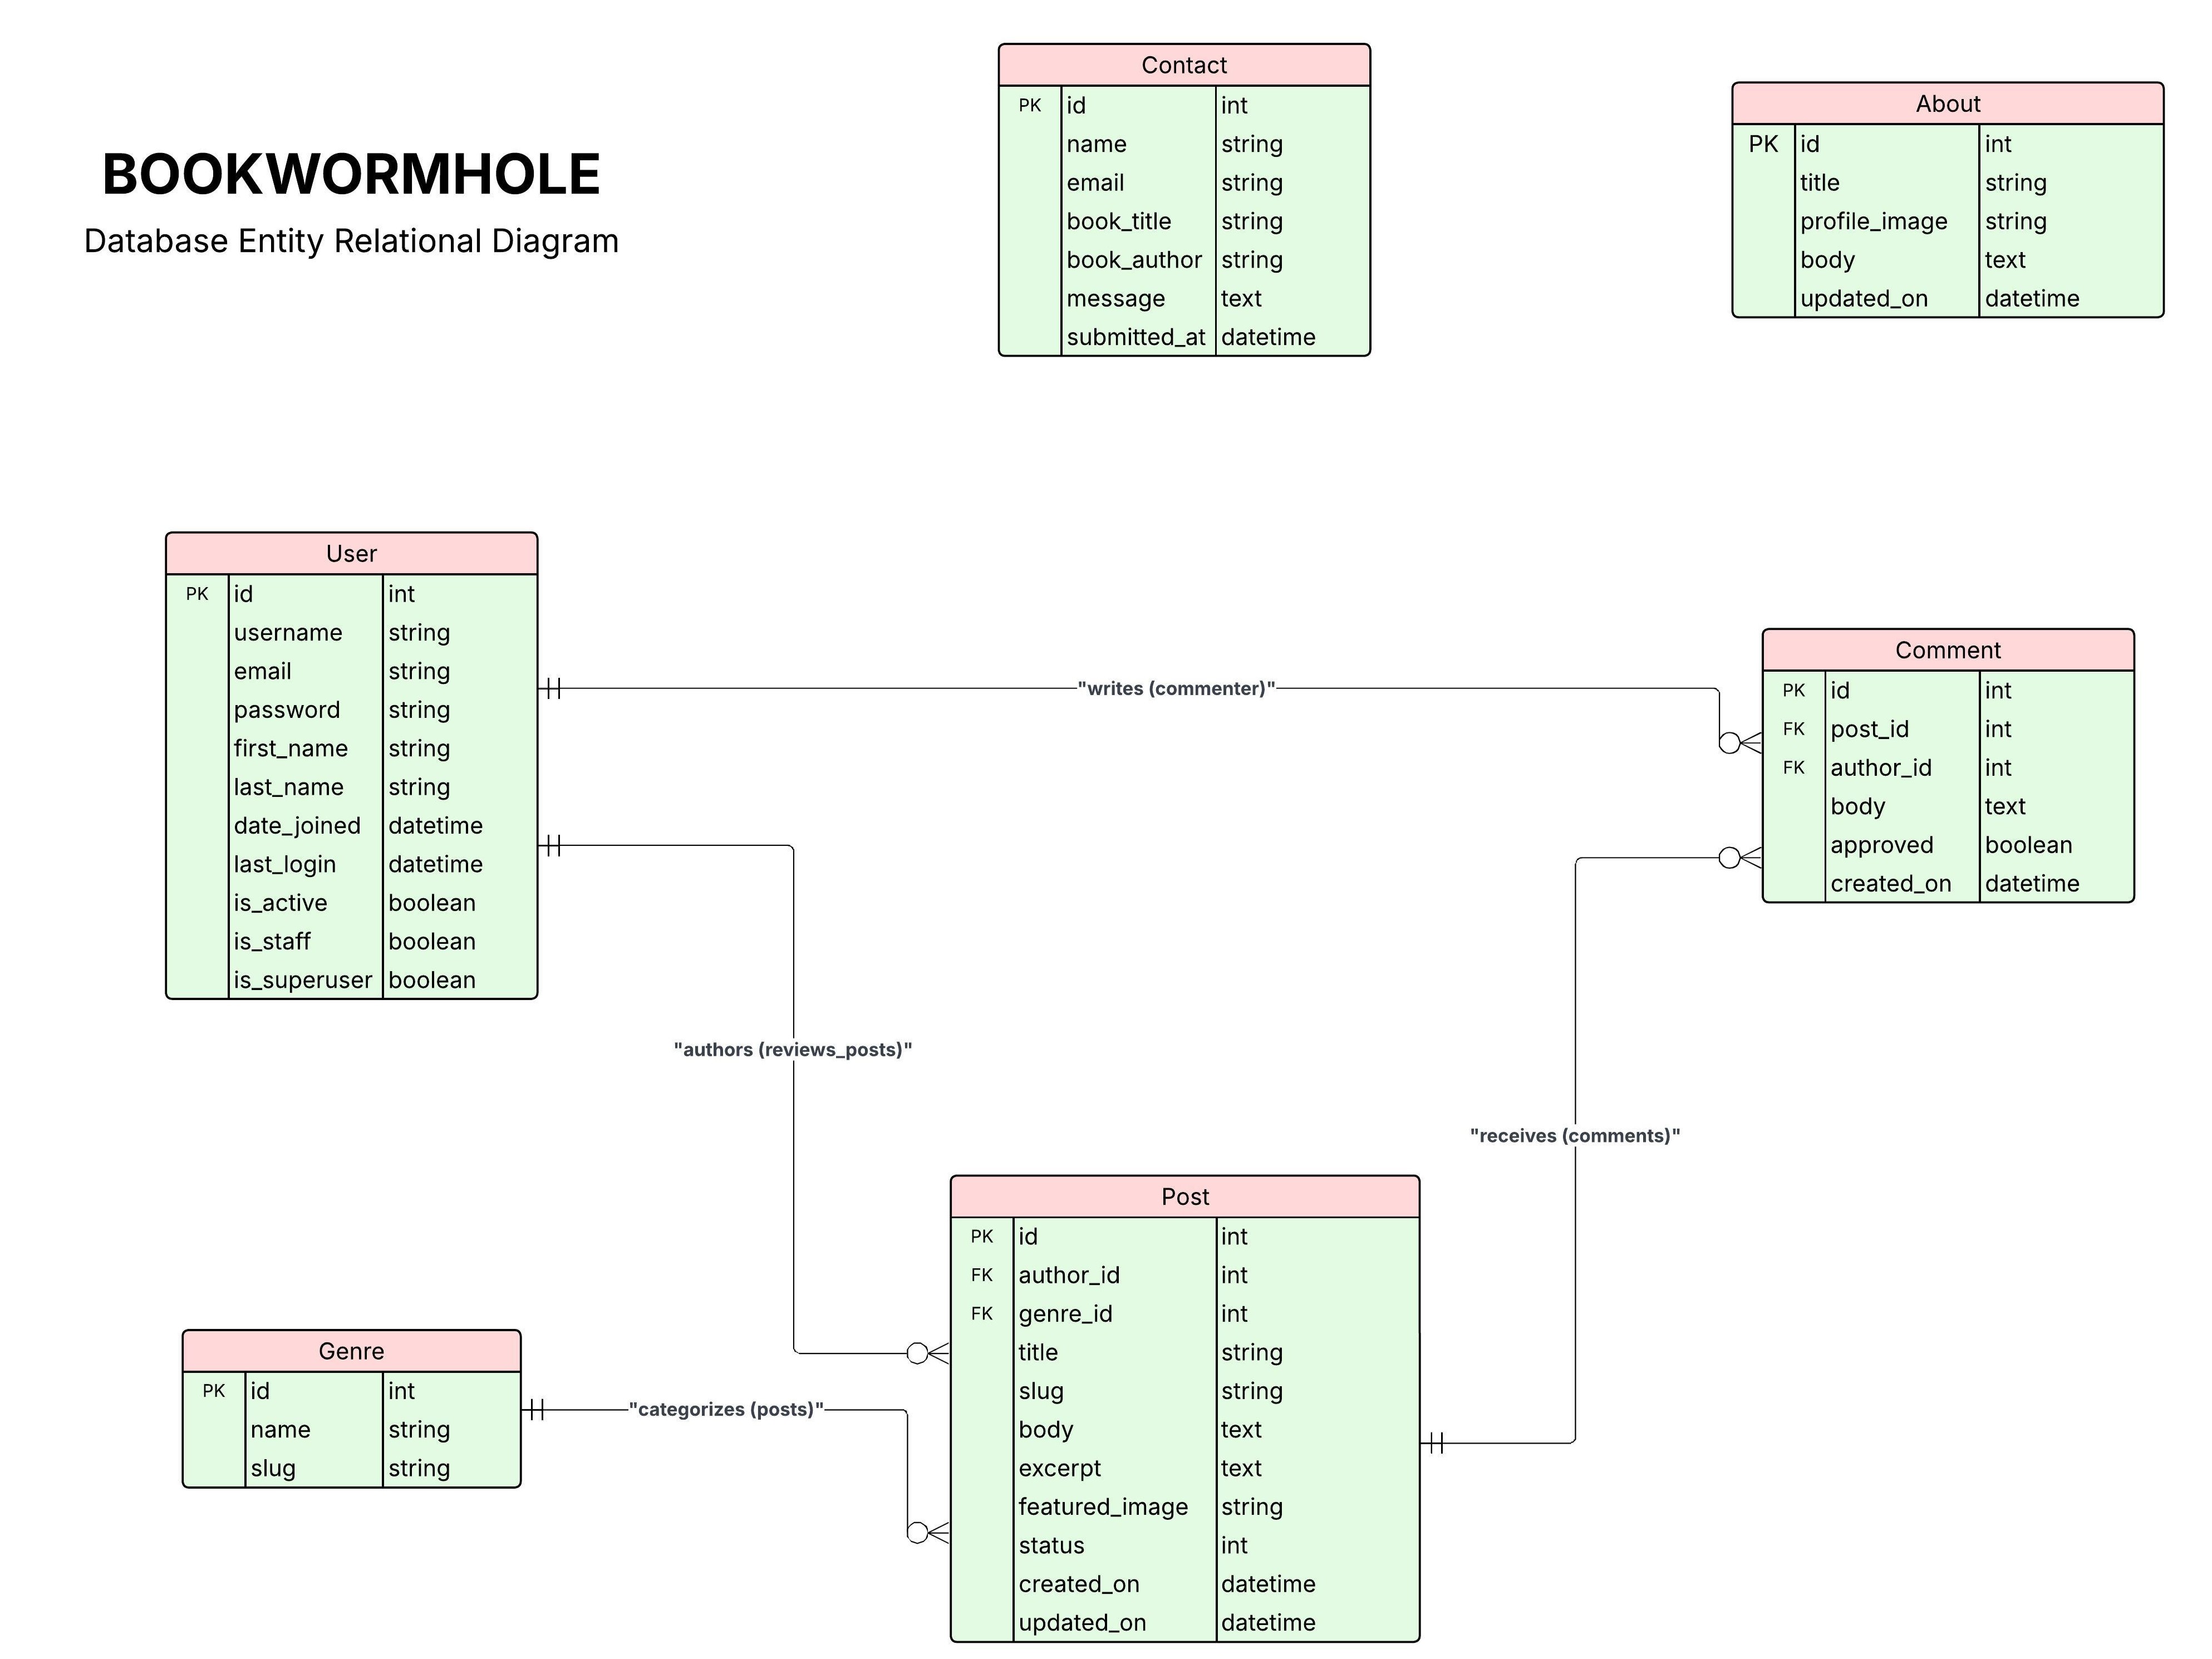 BOOKWORMHOLE
Database Entity Relational Diagram
Contact
PK id int
name string
email string
book_title string
book_author string
message text
submitted_at datetime
About
PK id int
title string
profile_image string
body text
updated_on datetime
User
PK id int
username string
email string
password string
first_name string
last_name string
date_joined datetime
last_login datetime
is_active boolean
is_staff boolean
is_superuser boolean
"writes (commenter)"
Comment
PK id int
FK post_id int
FK author_id int
body text
approved boolean
created_on datetime
"authors (reviews_posts)"
"receives (comments)"
Genre
PK id int
name string
slug string
"categorizes (posts)"
Post
PK id int
FK author_id int
FK genre_id int
title string
slug string
body text
excerpt text
featured_image string
status int
created_on datetime
updated_on datetime